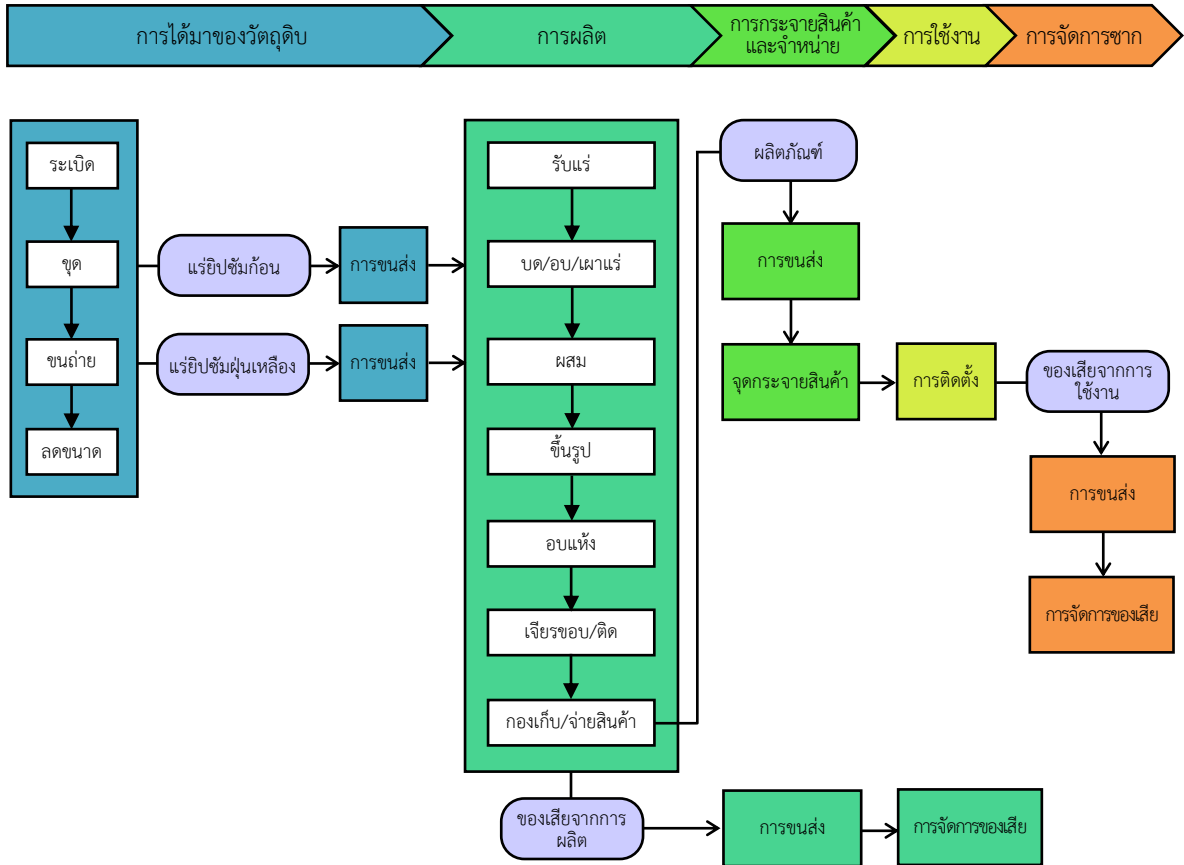 การได้มาของวัตถุดิบ
การผลิต
การกระจายสินค้า
และจำหน่าย
การใช้งาน
การจัดการซาก
ระเบิด
ขุด
ขนถ่าย
ลดขนาด
แร่ยิปซัมก้อน
การขนส่ง
แร่ยิปซัมฝุ่นเหลือง
การขนส่ง
รับแร่
บด/อบ/เผาแร่
ผสม
ขึ้นรูป
อบแห้ง
เจียรขอบ/ติด
กองเก็บ/จ่ายสินค้า
ผลิตภัณฑ์
การขนส่ง
จุดกระจายสินค้า
การติดตั้ง
ของเสียจากการ
ใช้งาน
การขนส่ง
การจัดการของเสีย
ของเสียจากการ
ผลิต
การขนส่ง
การจัดการของเสีย